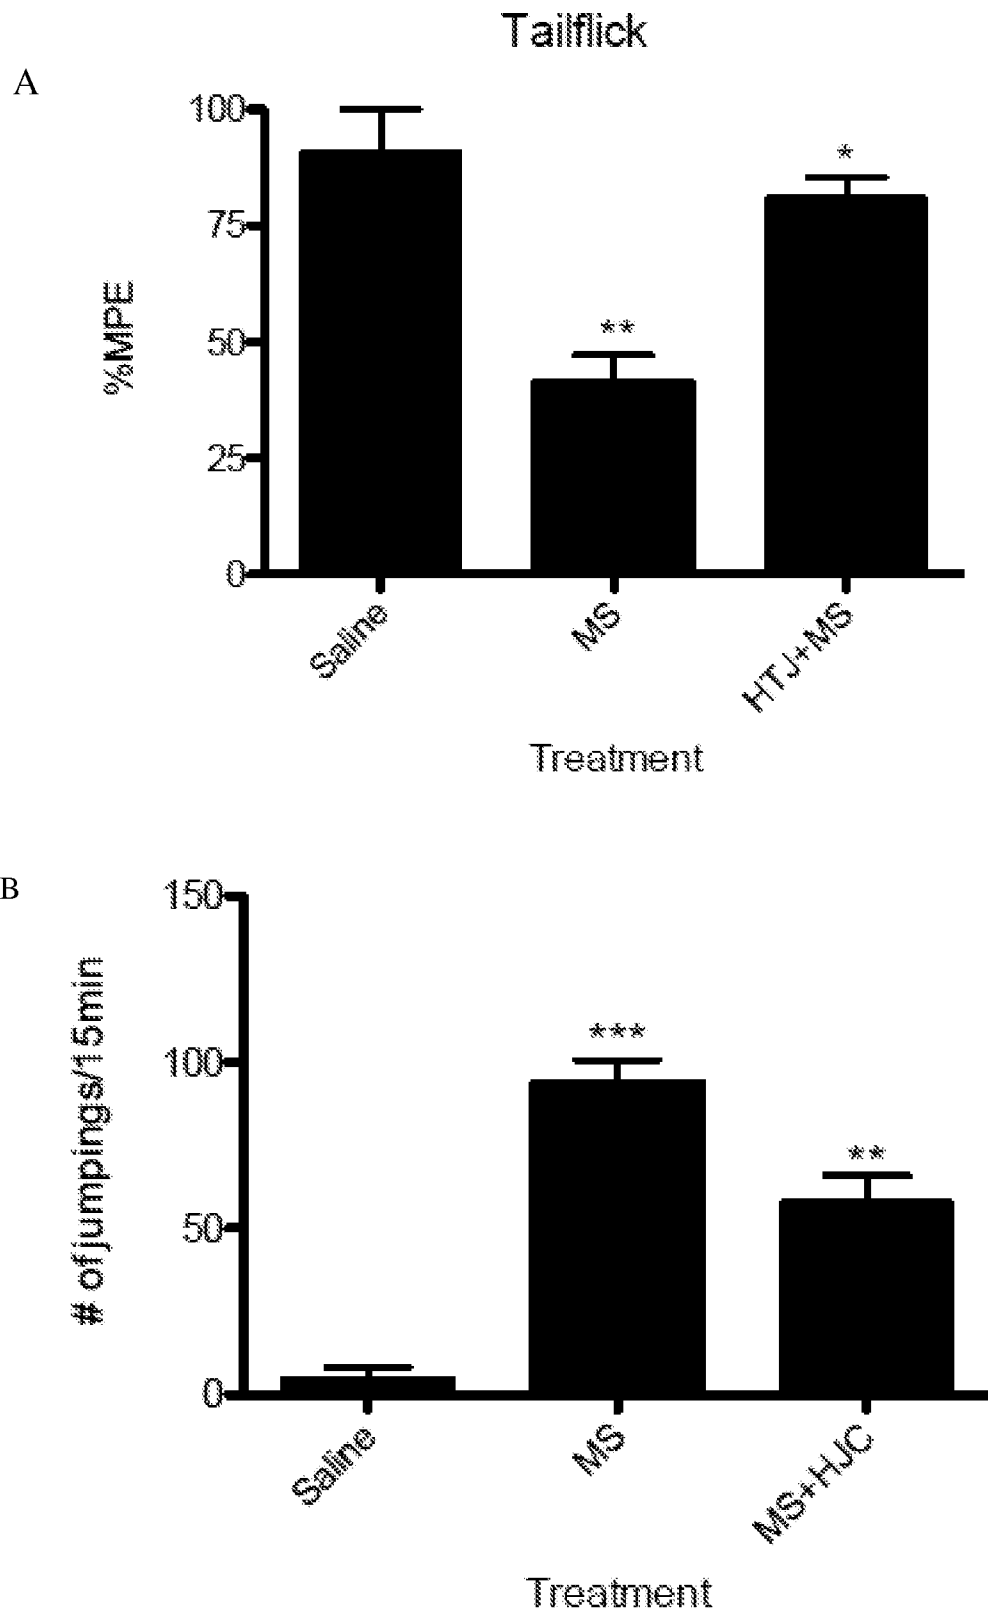 Tailflick
A
100
75
50
25
0
%MPE
**
*
Saline
MS
HTJ+MS
Treatment
B
150
100
50
0
# of jumpings/15min
***
**
Saline
MS
MS+HJC
Treatment